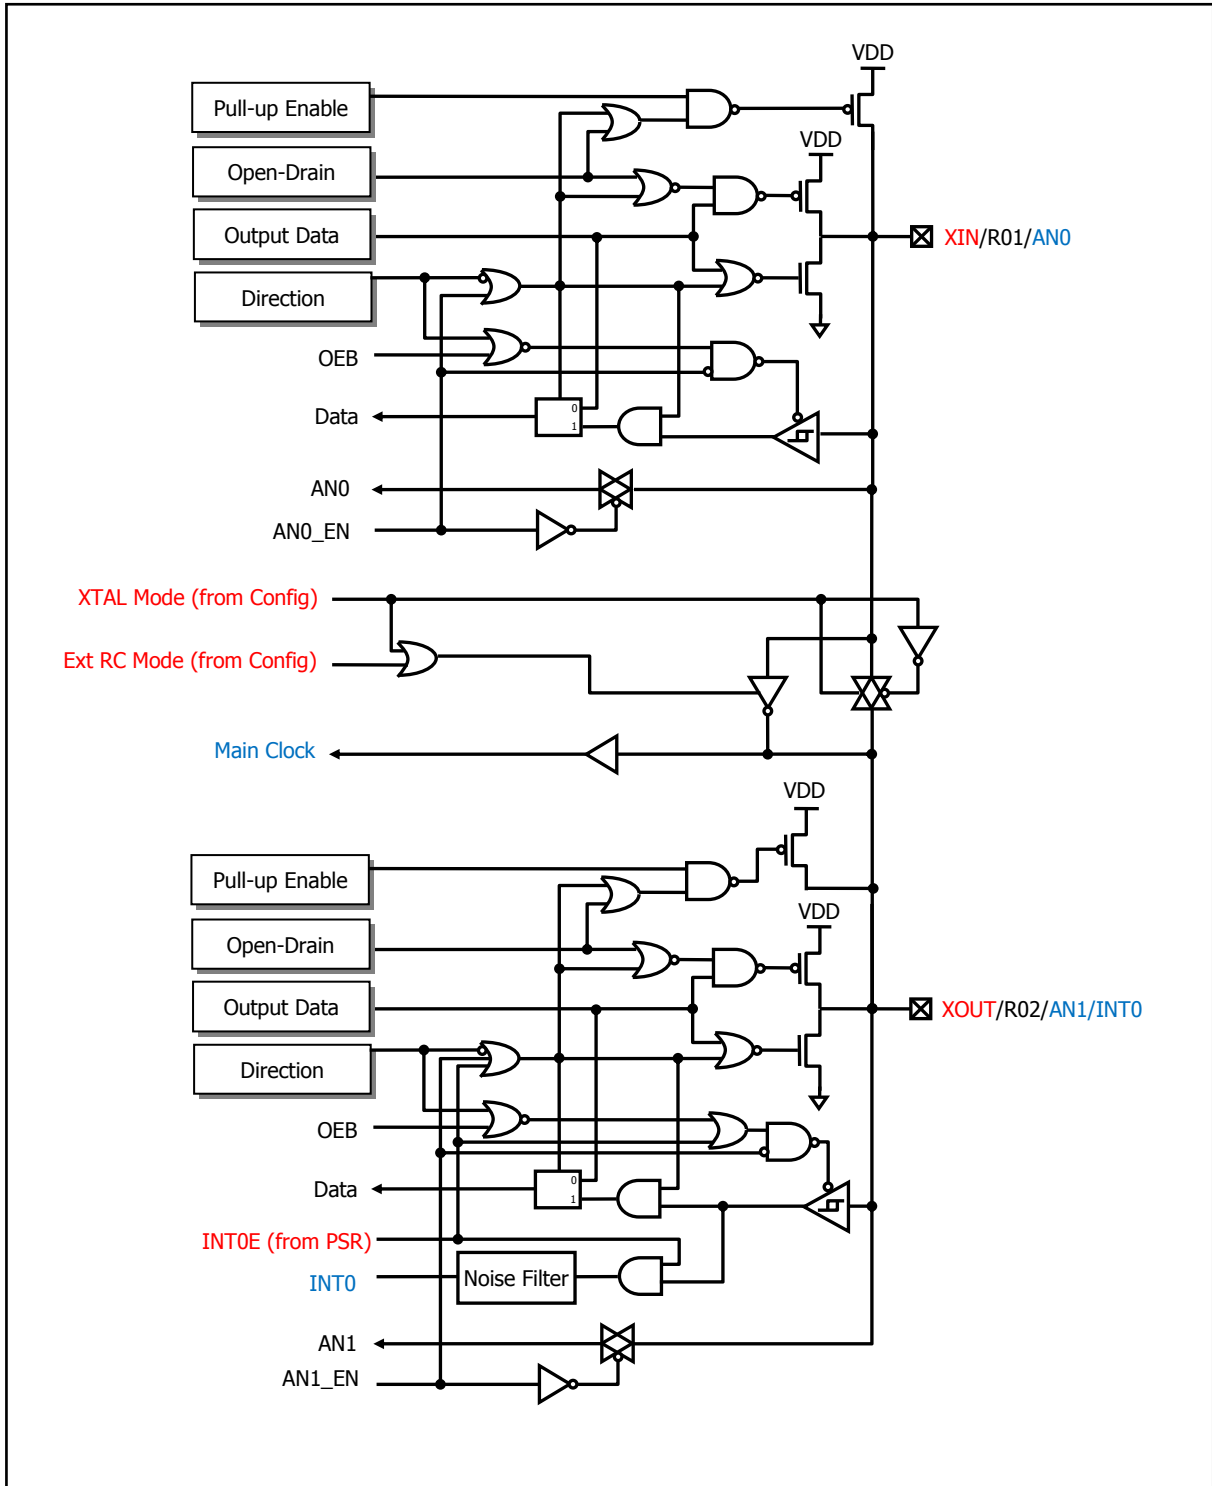 VDD
Pull-up Enable
VDD
Open-Drain
Output Data
XIN/R01/AN0
Direction
OEB
0
Data
1
AN0
AN0_EN
XTAL Mode (from Config)
Ext RC Mode (from Config)
Main Clock
VDD
Pull-up Enable
VDD
Open-Drain
Output Data
XOUT/R02/AN1/INT0
Direction
OEB
0
Data
1
INT0E (from PSR)
Noise Filter
INT0
AN1
AN1_EN